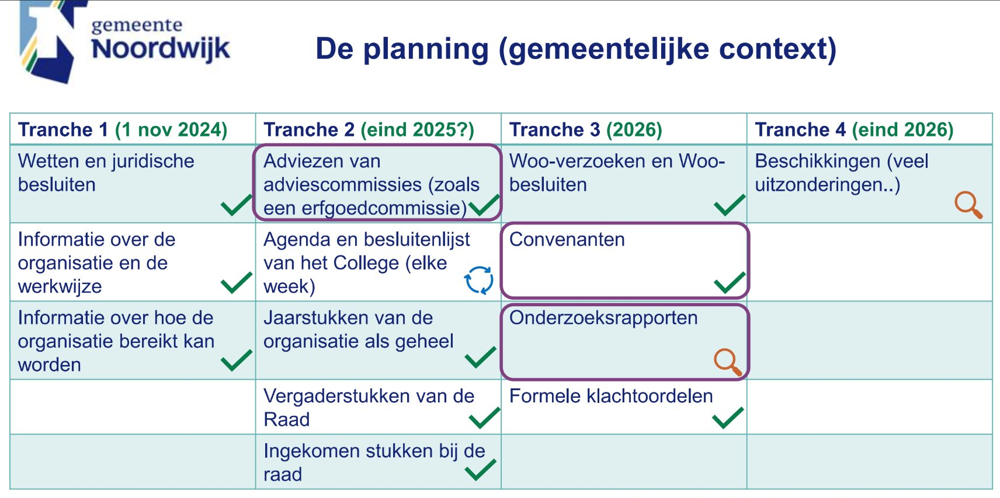 gemeente
Noordwijk
De planning (gemeentelijke context)
Tranche 1 (1 nov 2024)
Tranche 2 (eind 2025?)
Tranche 3 (2026)
Tranche 4 (eind 2026)
Wetten en juridische
besluiten
Adviezen van
adviescommissies (zoals
een erfgoedcommissie)
Woo-verzoeken en Woo-
besluiten
Beschikkingen (veel
uitzonderingen..)
Informatie over de
organisatie en de
werkwijze
Agenda en besluitenlijst
van het College (elke
week)
Convenanten
Informatie over hoe de
organisatie bereikt kan
worden
Jaarstukken van de
organisatie als geheel
Onderzoeksrapporten
Vergaderstukken van de
Raad
Formele klachtoordelen
Ingekomen stukken bij de
raad